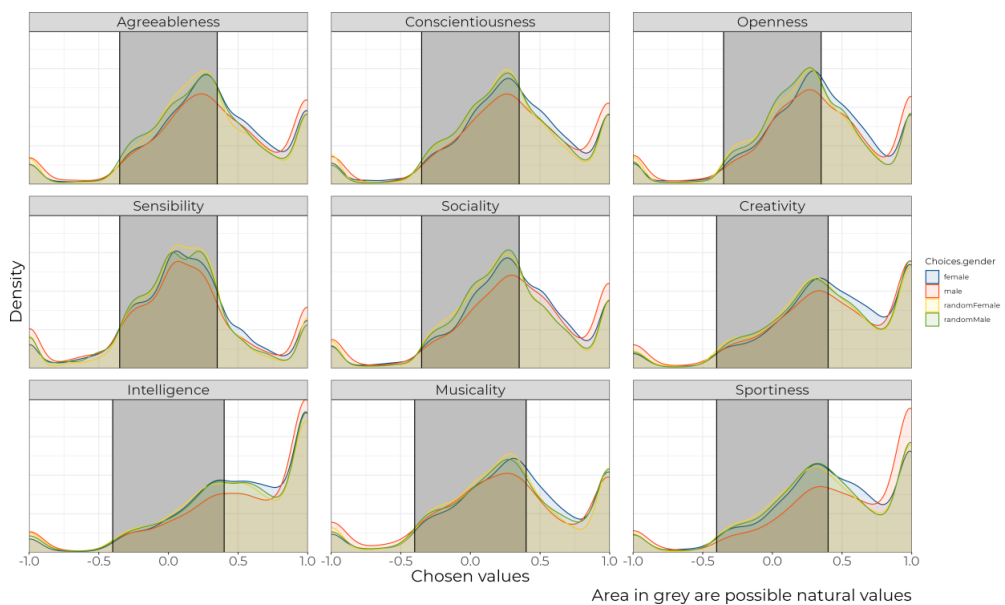 Agreeableness
Conscientiousness
Openness
Sensibility
Sociality
Creativity
Density
Choices.gender
female
male
randomFemale
randomMale
Intelligence
Musicality
Sportiness
-1.0 -0.5 0.0 0.5 1.0 -1.0 -0.5 0.0 0.5 1.0 -1.0 -0.5 0.0 0.5 1.0
Chosen values
Area in grey are possible natural values